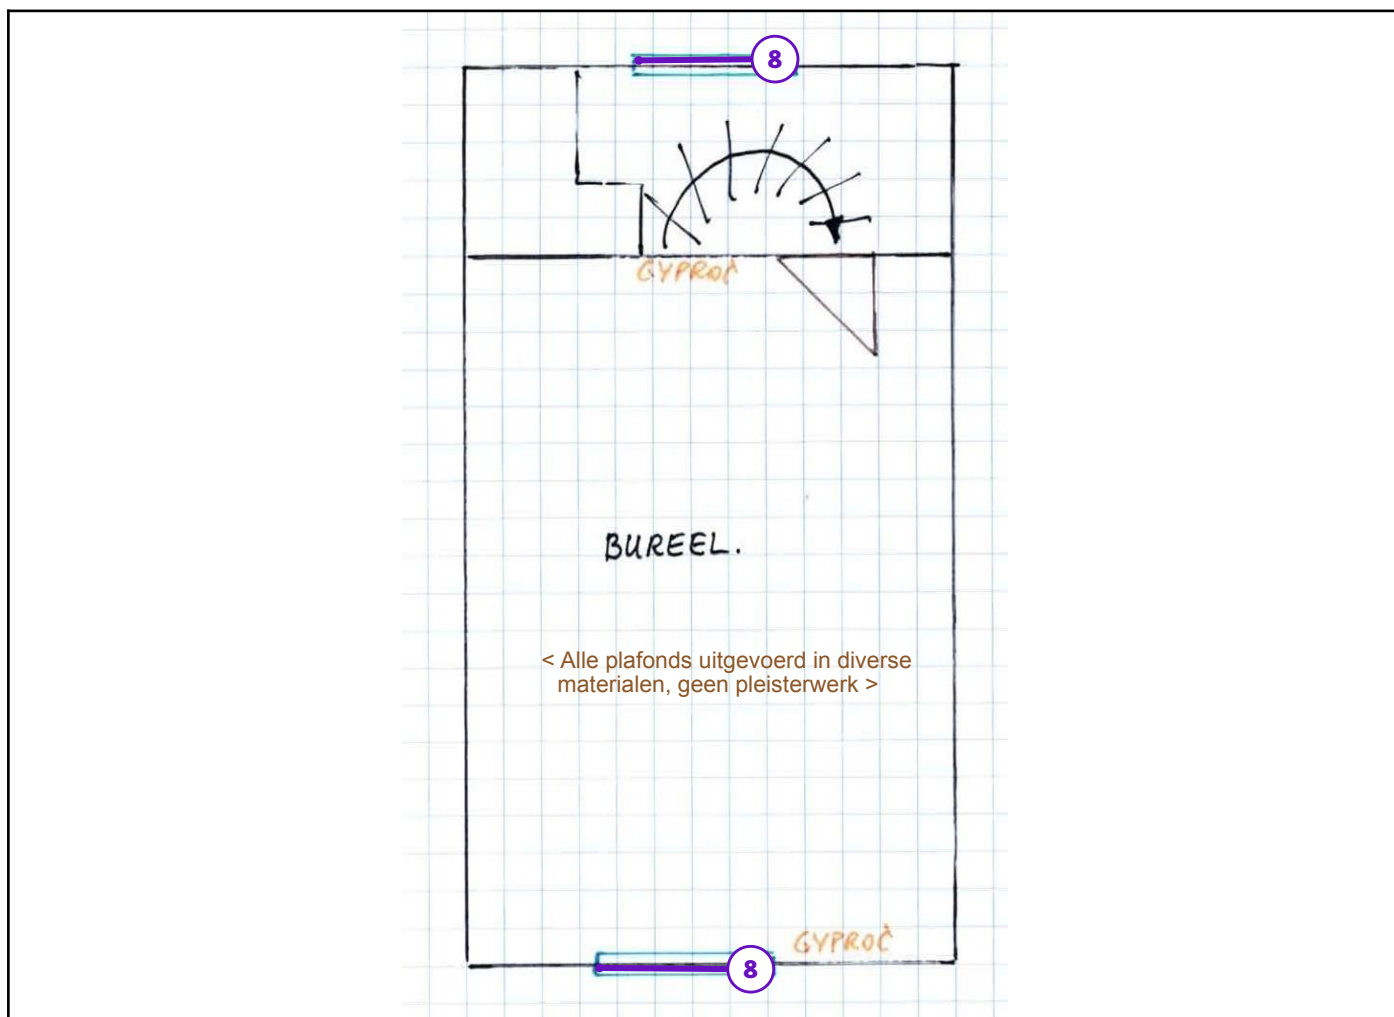 8
GYPROC
BUREEL.
< Alle plafonds uitgevoerd in diverse
materialen, geen pleisterwerk >
GYPROC
8